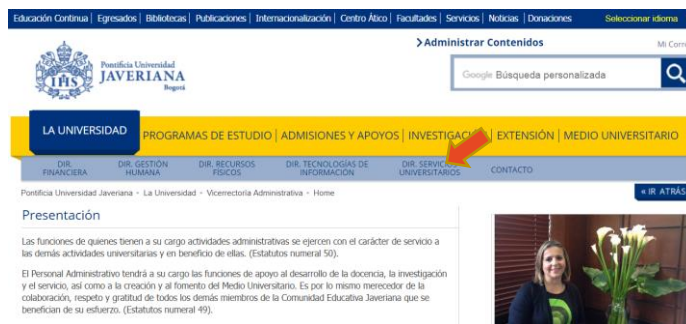 Educación Continua | Egresados | Bibliotecas | Publicaciones | Internacionalización | Centro Ático | Facultades | Servicios | Noticias | Donaciones Seleccionar idioma
Administrar Contenidos Mi Corre
IHS
Pontificia Universidad
JAVERIANA
Bogotá
Google Búsqueda personalizada
LA UNIVERSIDAD PROGRAMAS DE ESTUDIO | ADMISIONES Y APOYOS | EXTENSIÓN | MEDIO UNIVERSITARIO
DIR. FINANCIERA DIR. GESTIÓN HUMANA DIR. RECURSOS FÍSICOS DIR. TECNOLOGÍAS DE INFORMACIÓN DIR. UNIVERSITARIOS CONTACTO
Pontificia Universidad Javeriana - La Universidad - Vicerrectoría Administrativa - Home « IR ATRÁS
Presentación
Las funciones de quienes tienen a su cargo actividades administrativas se ejercen con el carácter de servicio a
las demás actividades universitarias y en beneficio de ellas. (Estatutos numeral 50).
El Personal Administrativo tendrá a su cargo las funciones de apoyo al desarrollo de la docencia, la investigación
y el servicio, así como a la creación y al fomento del Medio Universitario. Es por lo mismo merecedor de la
colaboración, respeto y gratitud de todos los demás miembros de la Comunidad Educativa Javeriana que se
benefician de su esfuerzo. (Estatutos numeral 49).